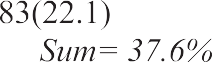 83(22.1)
Sum= 37.6%